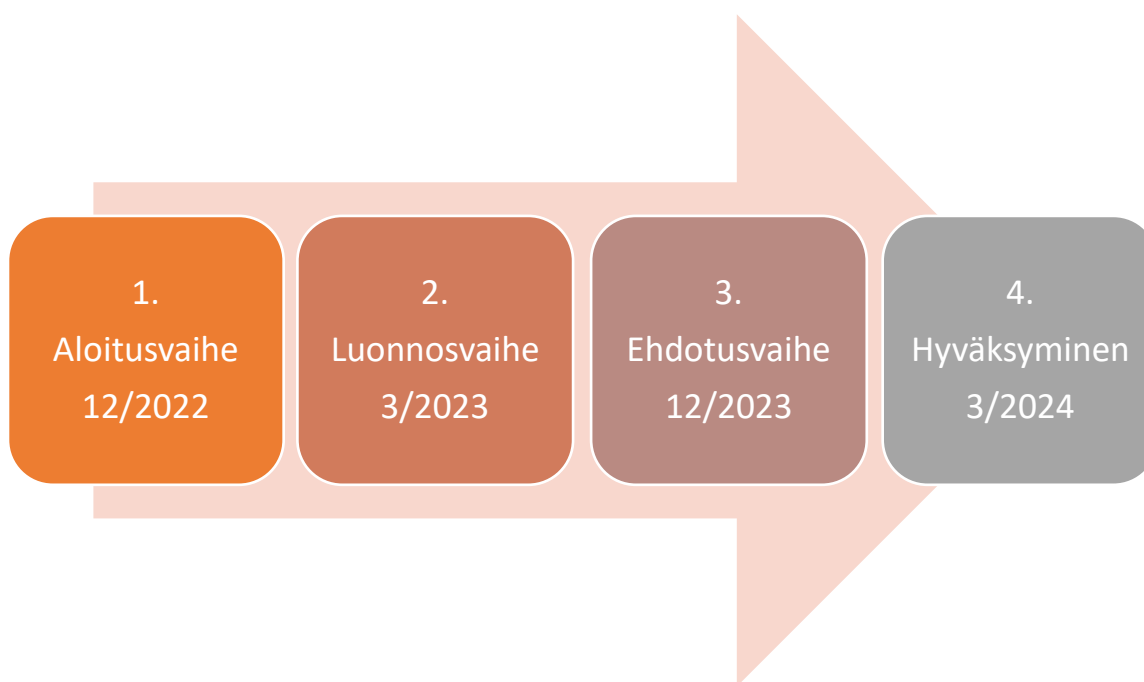 1.
Aloitusvaihe
12/2022
2.
Luonnosvaihe
3/2023
3.
Ehdotusvaihe
12/2023
4.
Hyväksyminen
3/2024